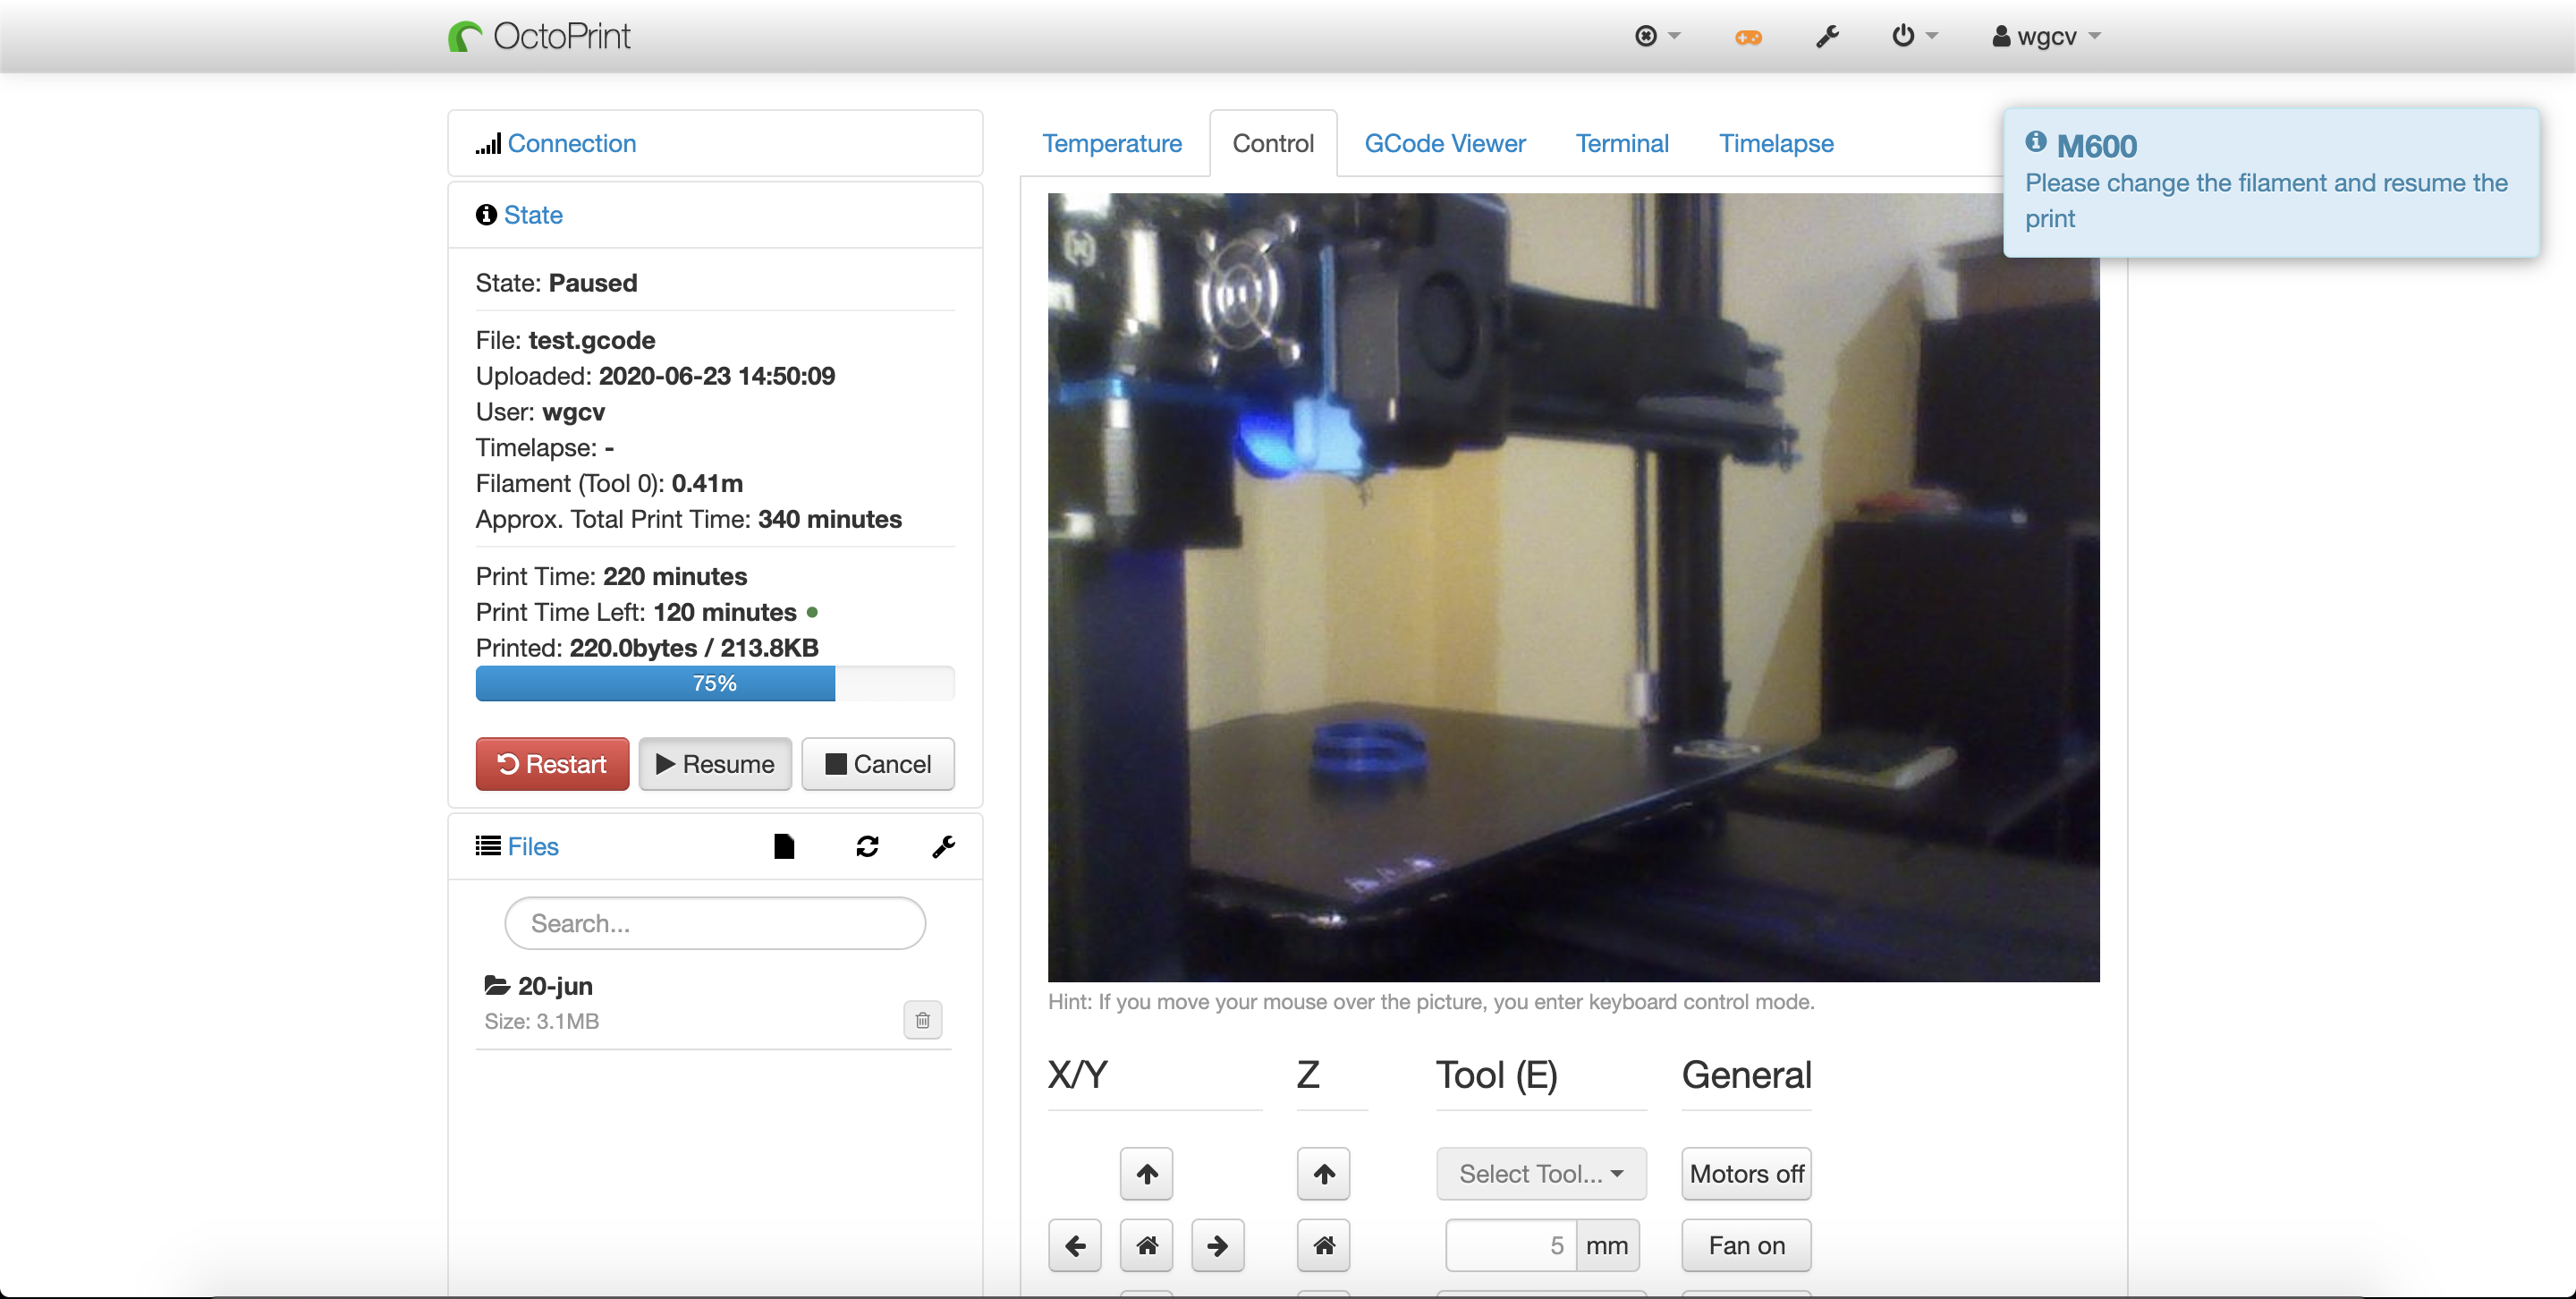 OctoPrint
wgcv
Connection
State
State: Paused
File: test.gcode
Uploaded: 2020-06-23 14:50:09
User: wgcv
Timelapse: -
Filament (Tool 0): 0.41m
Approx. Total Print Time: 340 minutes
Print Time: 220 minutes
Print Time Left: 120 minutes
Printed: 220.0bytes / 213.8KB
75%
Restart
Resume
Cancel
Files
Search...
20-jun
Size: 3.1MB
Temperature
Control
GCode Viewer
Terminal
Timelapse
M600
Please change the filament and resume the
print
Hint: If you move your mouse over the picture, you enter keyboard control mode.
X/Y
Z
Tool (E)
General
Select Tool...
Motors off
5 mm
Fan on